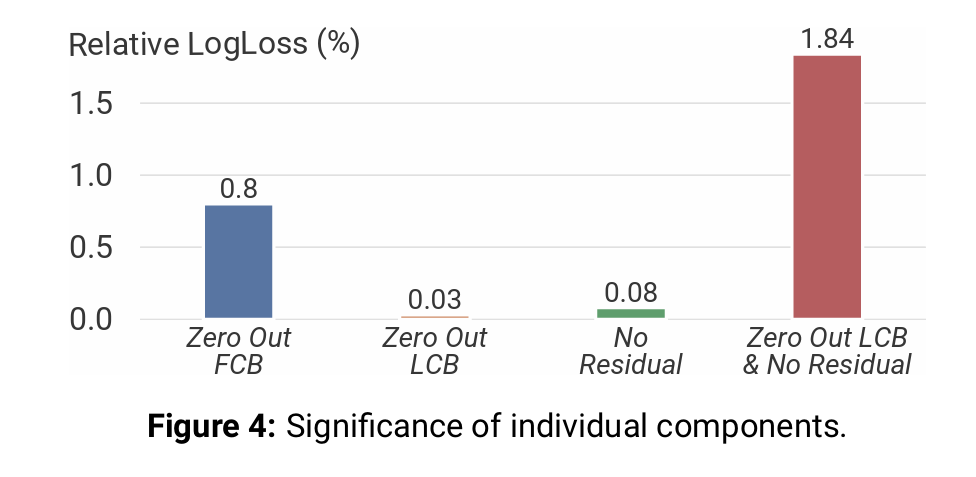 Relative LogLoss (%)
1.84
1.5
1.0
0.8
0.5
0.03
0.08
0.0
Zero Out
FCB
Zero Out
LCB
No
Residual
Zero Out LCB
& No Residual
Figure 4: Significance of individual components.